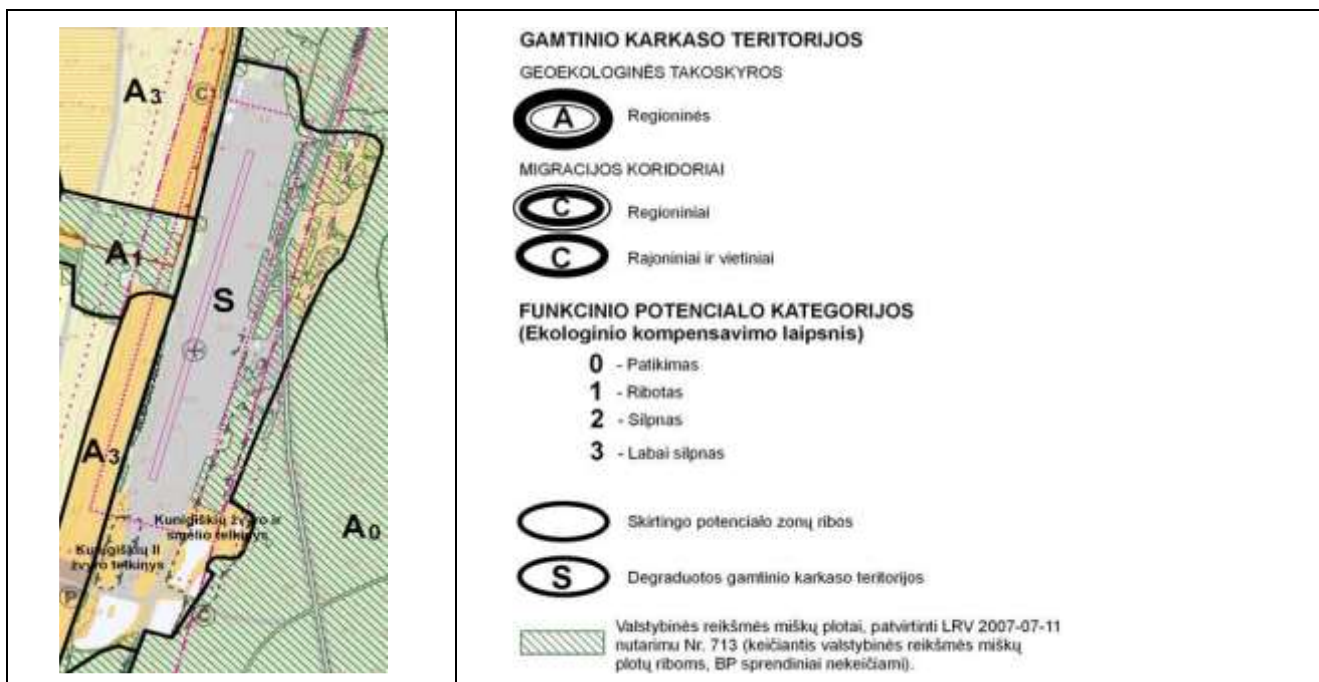 A3
C
A1
S
A3
Kunigiškių žvyro ir
smėlio telkinys
A0
Kunigiškių II
žvyro telkinys
P
C
GAMTINIO KARKASO TERITORIJOS
GEOEKOLOGINĖS TAKOSKYROS
A Regioninės
MIGRACIJOS KORIDORIAI
C Regioniniai
C Rajoniniai ir vietiniai
FUNKCINIO POTENCIALO KATEGORIJOS
(Ekologinio kompensavimo laipsnis)
0 - Patikimas
1 - Ribotas
2 - Silpnas
3 - Labai silpnas
Skirtingo potencialo zonų ribos
S Degraduotos gamtinio karkaso teritorijos
Valstybinės reikšmės miškų plotai, patvirtinti LRV 2007-07-11
nutarimu Nr. 713 (keičiantis valstybinės reikšmės miškų
plotų riboms, BP sprendiniai nekeičiami).